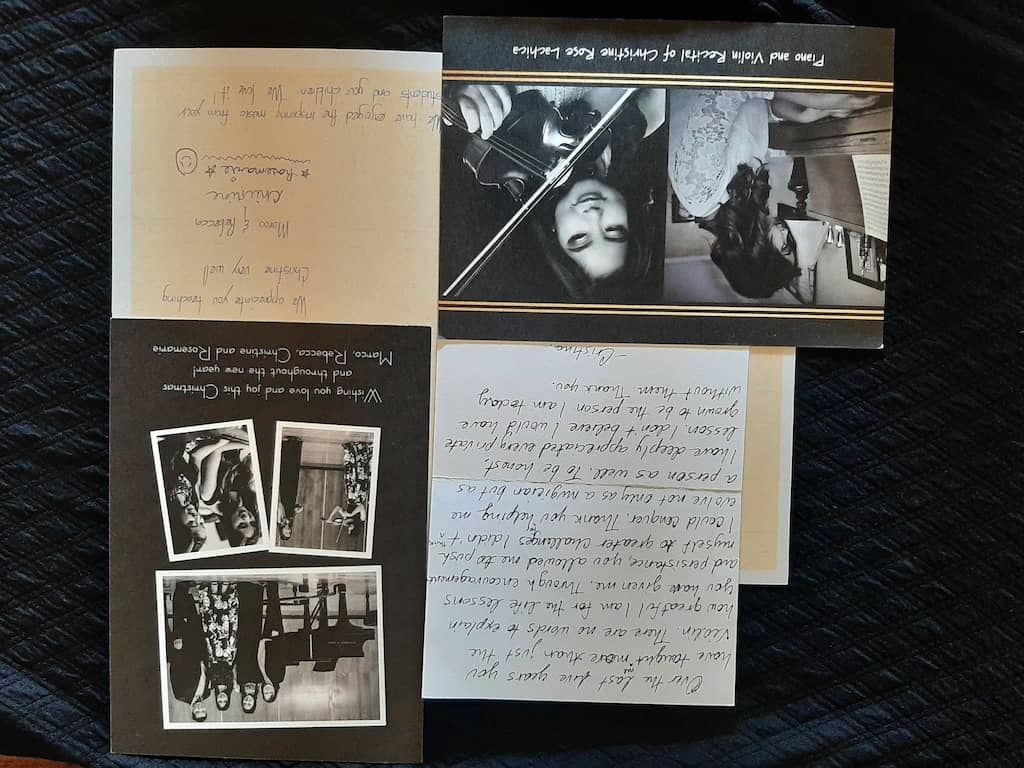 Over the last five years you
have taught me more than just the
violin. There are no words to explain
how greatful I am for the life lessons
you have given me. Through encouragement
and persistance you allowed me to push
myself to greater challenges I didn't think
I could conquer. Thank you for helping me
evolve not only as a musician but as
a person as well. To be honest,
I have deeply appreciated every private
lesson. I don't believe I would have
grown to be the person I am today
without them. Thank you.
-Cristina.
Wishing you love and joy this Christmas
and throughout the new year!
Marco, Rebecca, Christine and Rosemarie
We appreciate you teaching
Christine very well
Marco & Rebecca
Christine
☆ Rosemarie ☆
We have enjoyed the inspiring music from your
students and you children. We love it!
Piano and Violin Recital of Christine Rose Lachica